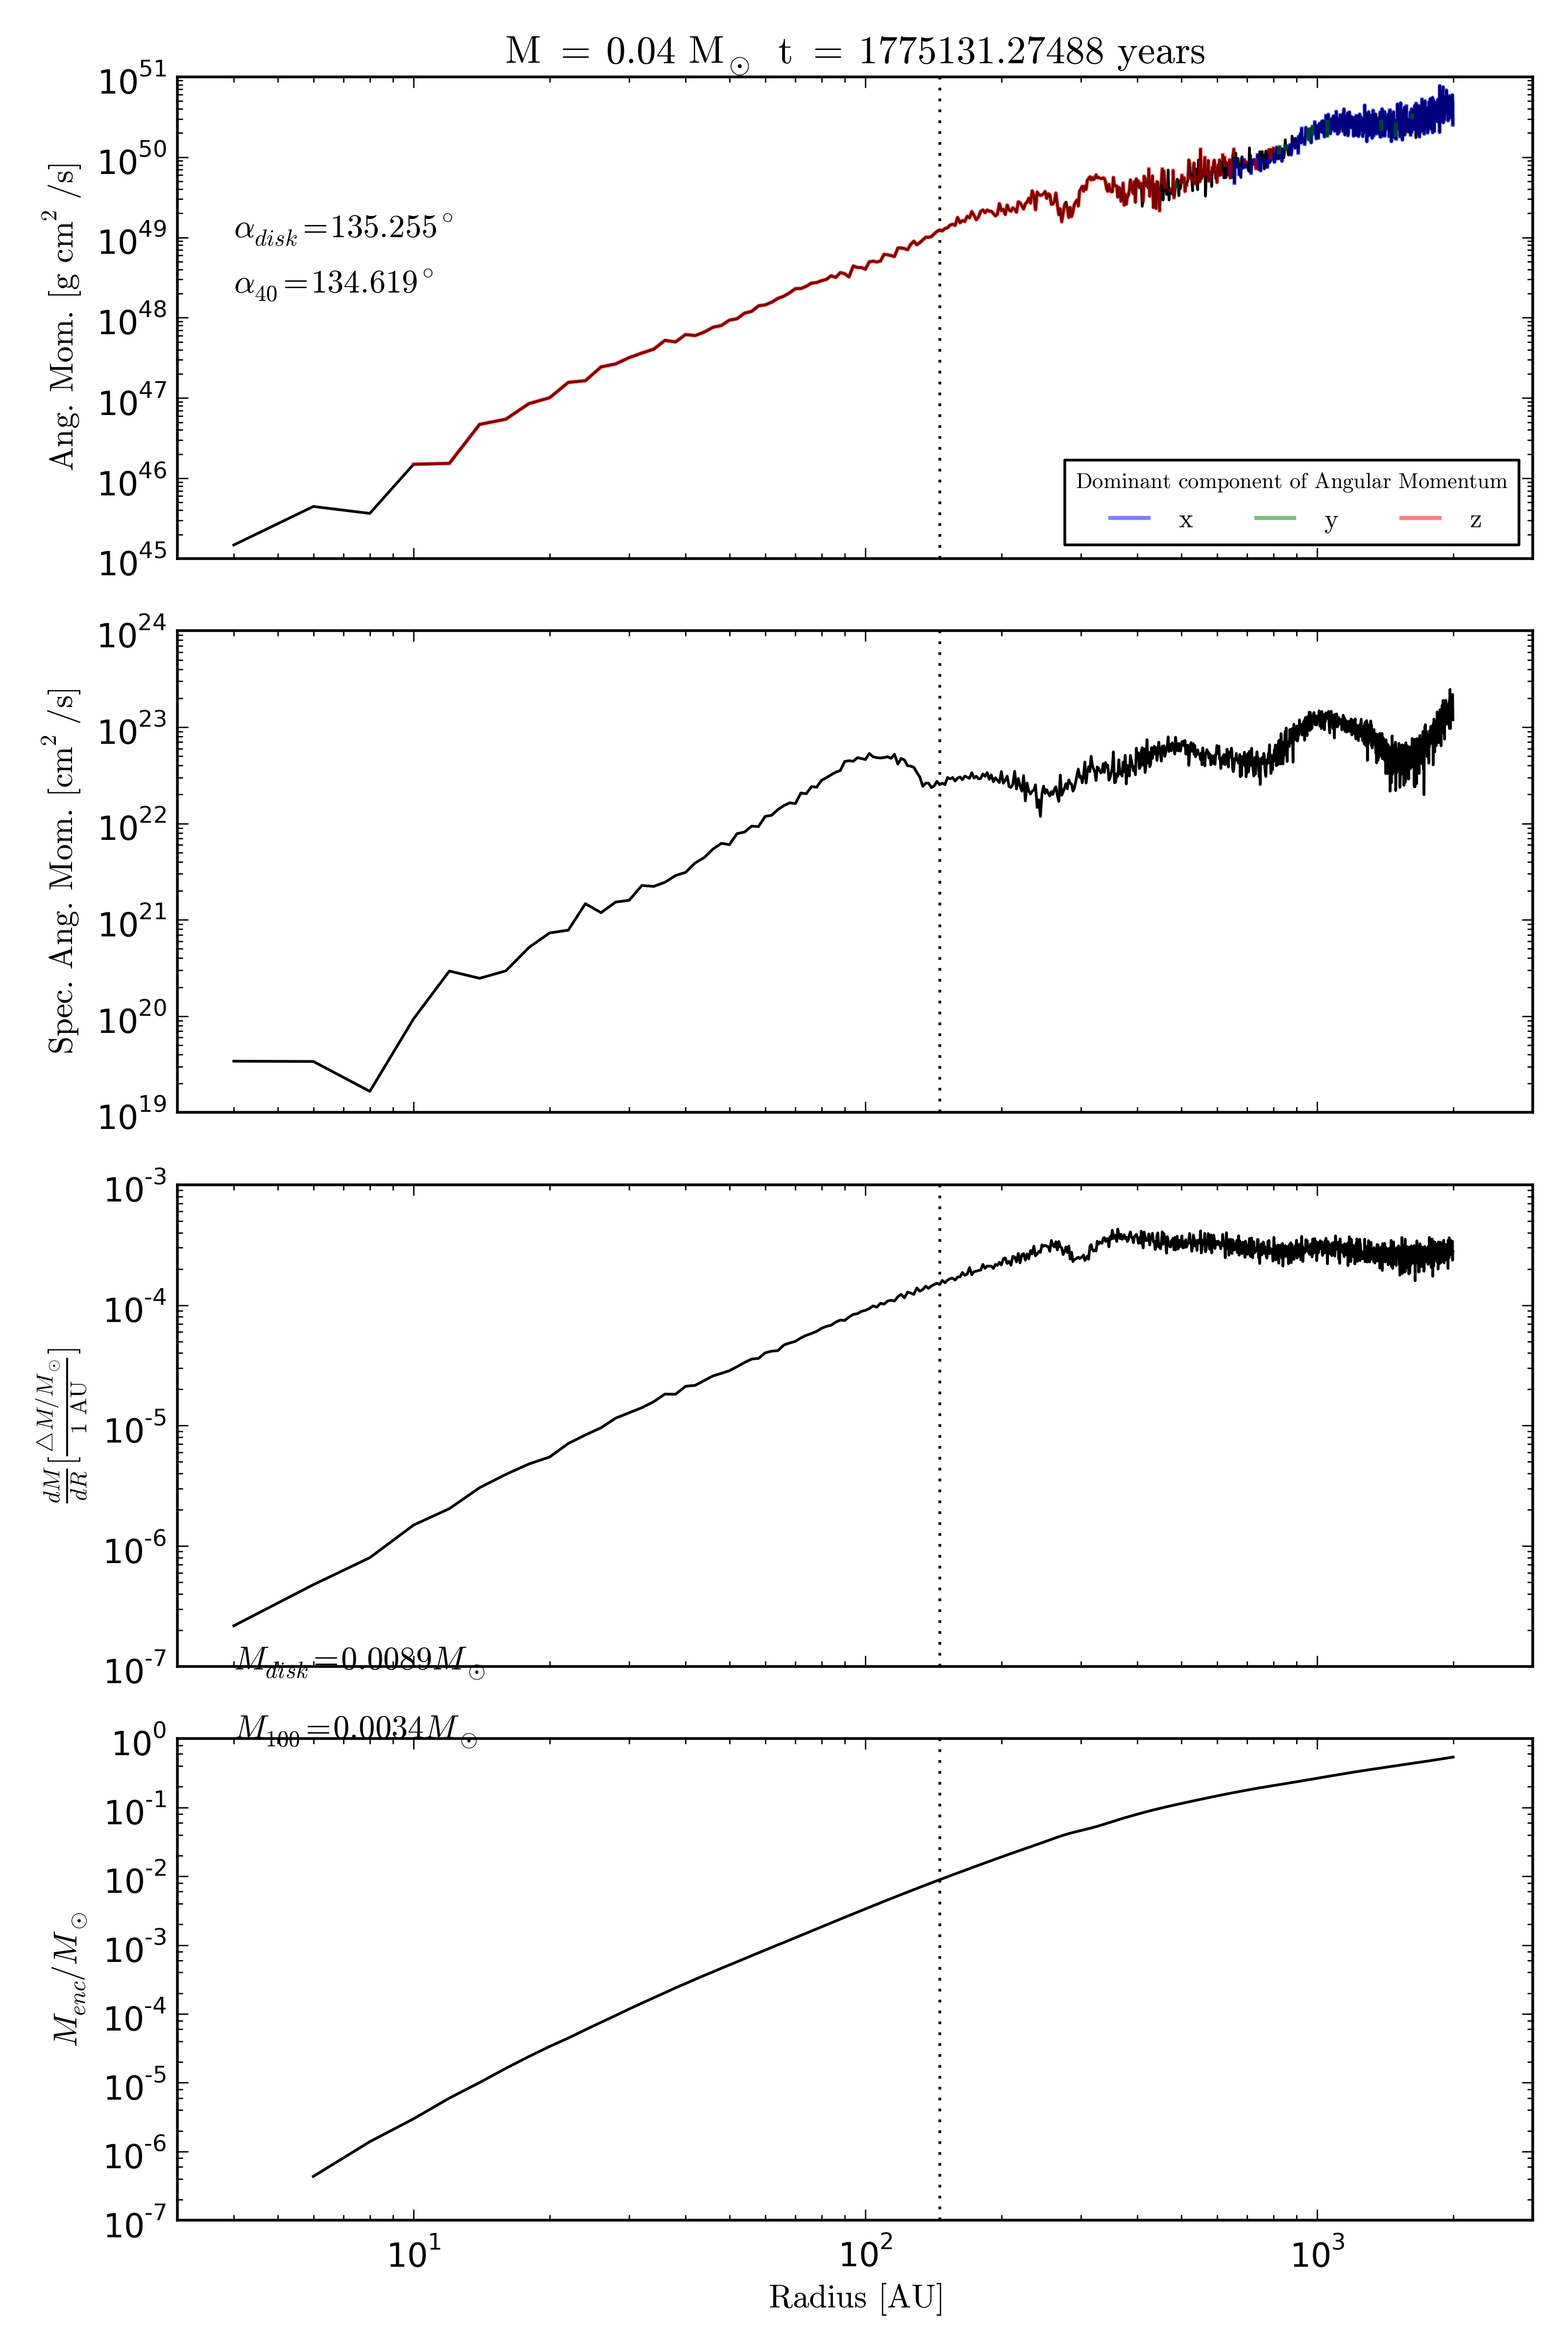 M = 0.04 M⊙ t = 1775131.27488 years
10^51
10^50
10^49
10^48
10^47
10^46
10^45
Ang. Mom. [g cm^2 /s]
α_disk=135.255°
α_40=134.619°
Dominant component of Angular Momentum
x y z
10^24
10^23
10^22
10^21
10^20
10^19
Spec. Ang. Mom. [cm^2 /s]
10^-3
10^-4
10^-5
10^-6
10^-7
dM/dR [△M/M⊙ / 1 AU]
M_disk=0.0089M⊙
M_100=0.0034M⊙
10^0
10^-1
10^-2
10^-3
10^-4
10^-5
10^-6
10^-7
M_enc/M⊙
10^1 10^2 10^3
Radius [AU]